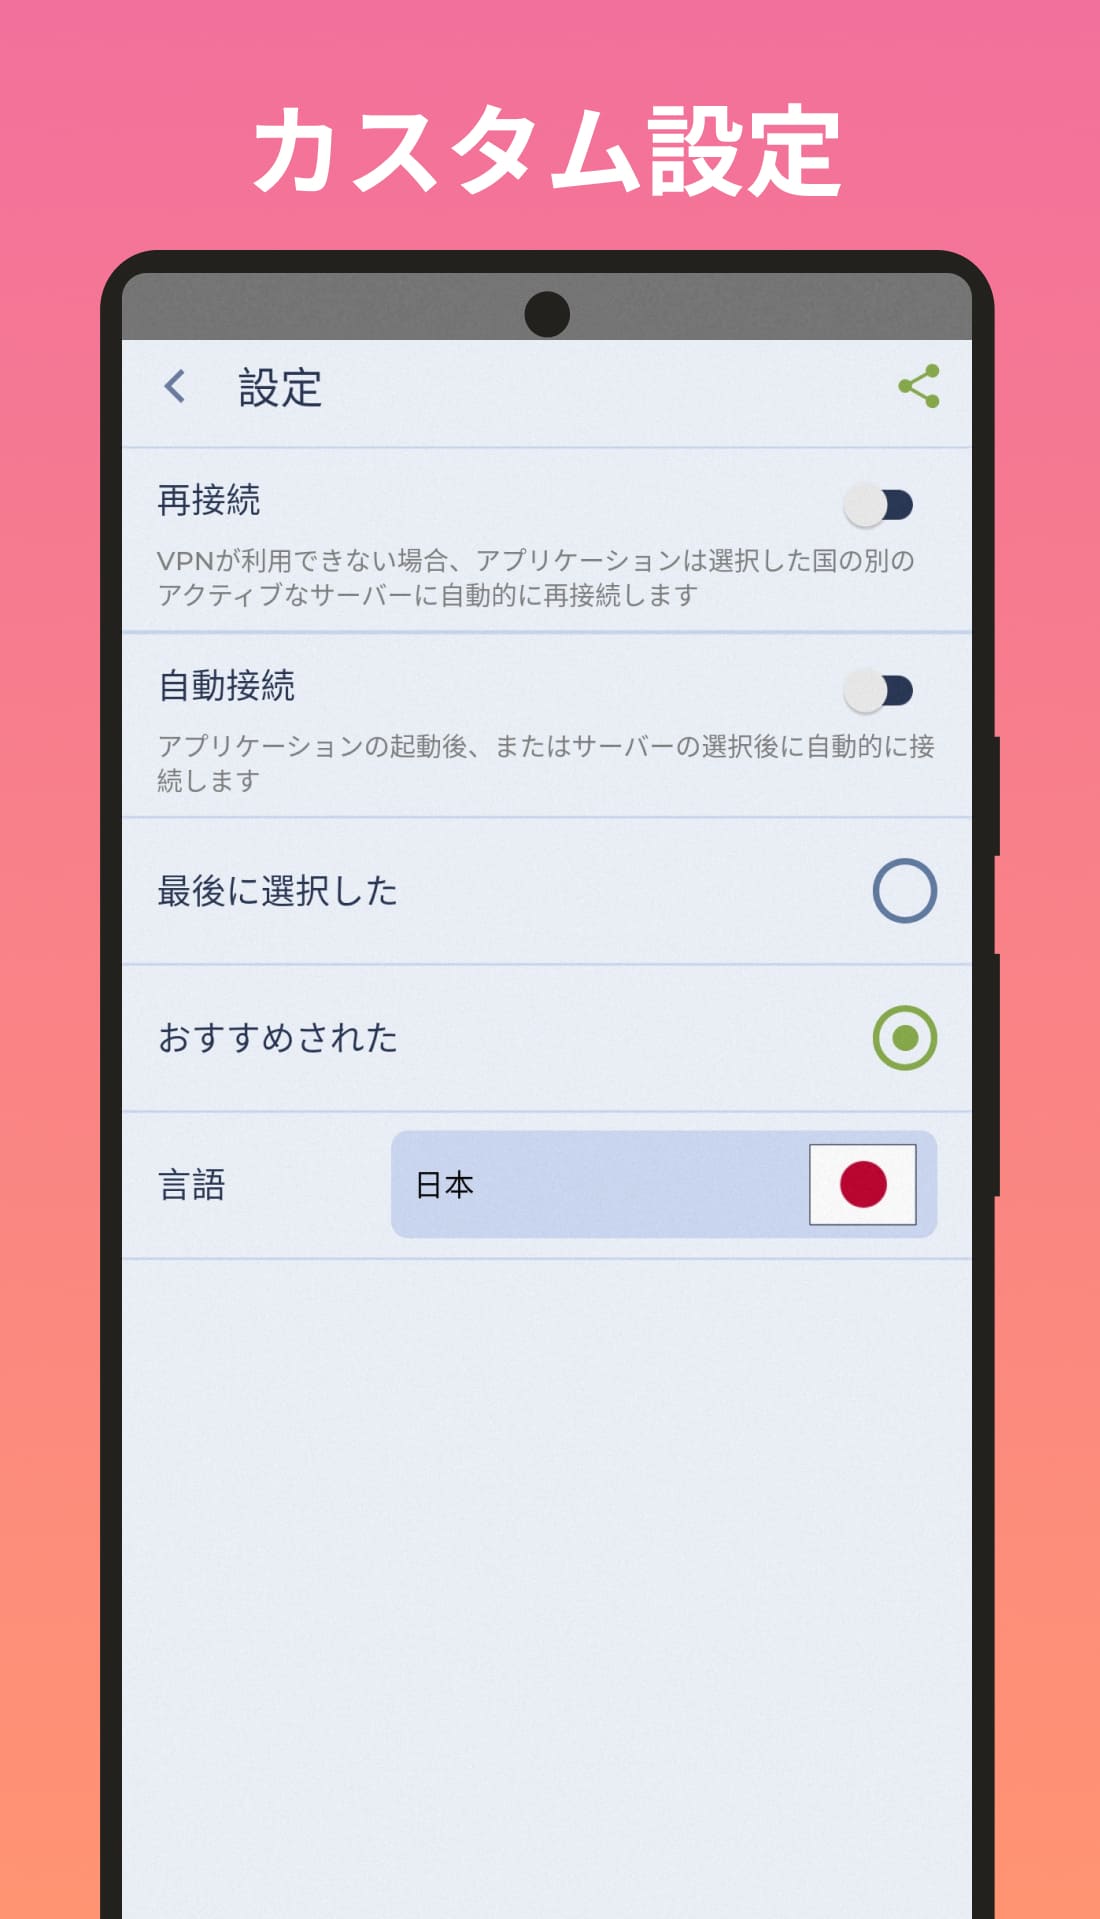 カスタム設定
設定
再接続
VPNが利用できない場合、アプリケーションは選択した国の別の
アクティブなサーバーに自動的に再接続します
自動接続
アプリケーションの起動後、またはサーバーの選択後に自動的に接
続します
最後に選択した
おすすめされた
言語
日本